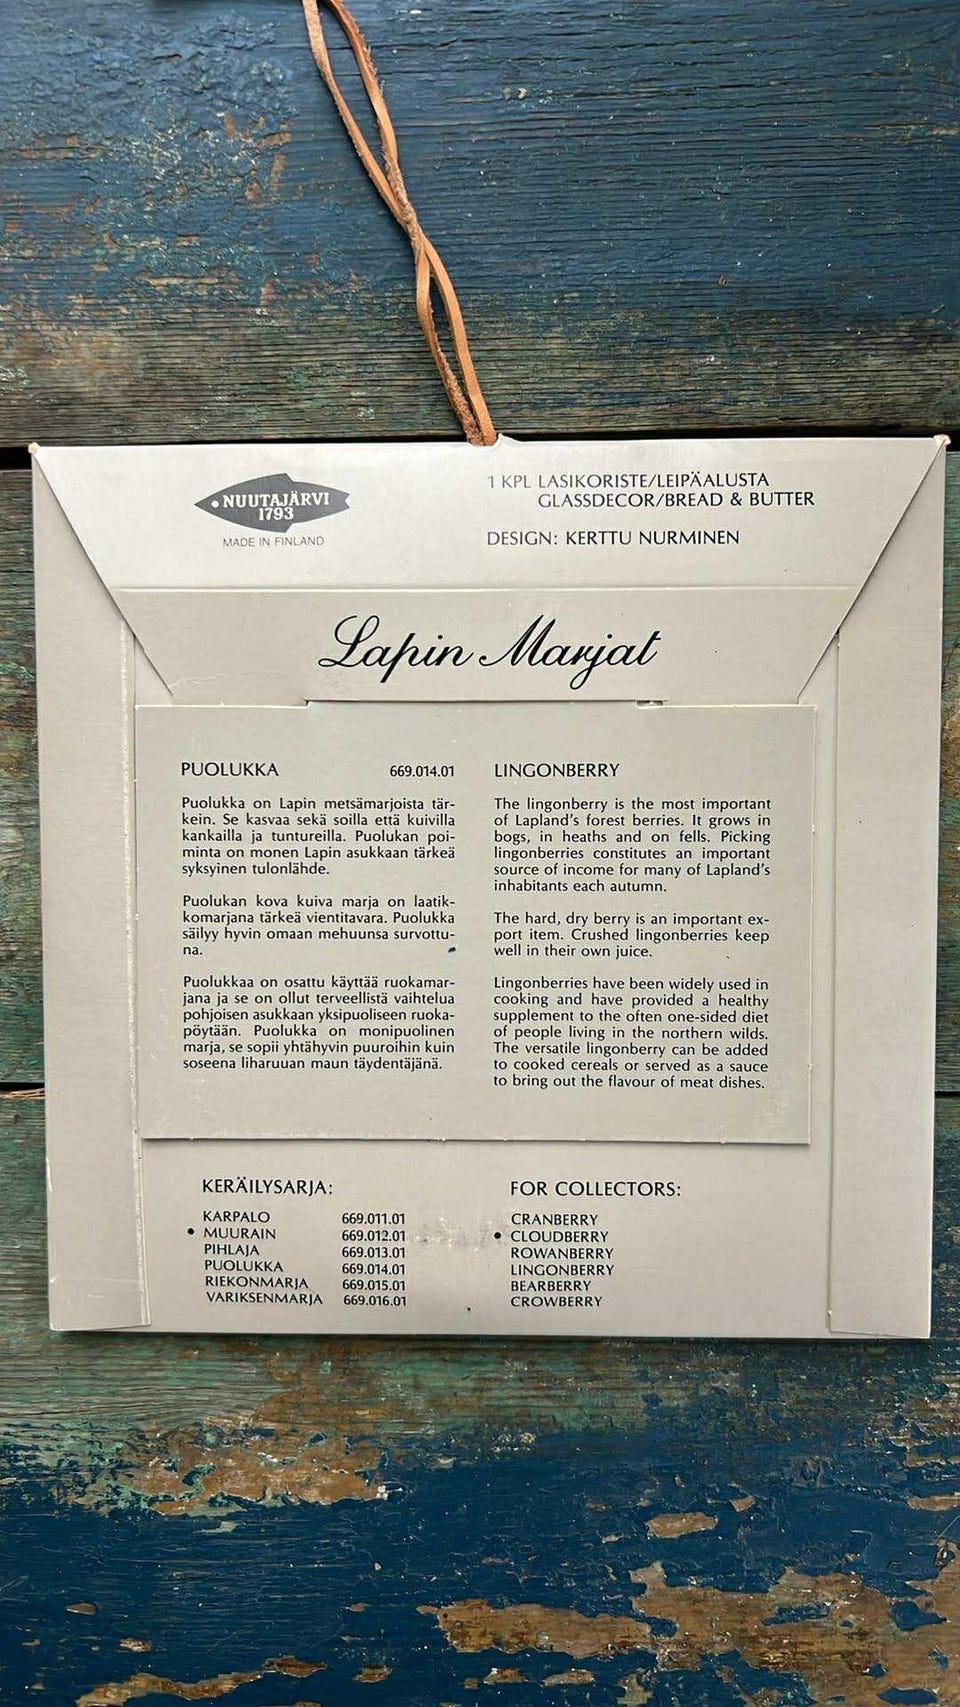 NUUTAJÄRVI
1793
MADE IN FINLAND
1 KPL LASIKORISTE/LEIPÄALUSTA
GLASSDECOR/BREAD & BUTTER
DESIGN: KERTTU NURMINEN
Lapin Marjat
PUOLUKKA 669.014.01
Puolukka on Lapin metsämarjoista tär-
kein. Se kasvaa sekä soilla että kuivilla
kankailla ja tuntureilla. Puolukan poi-
minta on monen Lapin asukkaan tärkeä
syksyinen tulonlähde.
Puolukan kova kuiva marja on laatik-
komarjana tärkeä vientitavara. Puolukka
säilyy hyvin omaan mehuunsa survottu-
na.
Puolukkaa on osattu käyttää ruokamar-
jana ja se on ollut terveellistä vaihtelua
pohjoisen asukkaan yksipuoliseen ruoka-
pöytään. Puolukka on monipuolinen
marja, se sopii yhtähyvin puuroihin kuin
soseena liharuuan maun täydentäjänä.
LINGONBERRY
The lingonberry is the most important
of Lapland's forest berries. It grows in
bogs, in heaths and on fells. Picking
lingonberries constitutes an important
source of income for many of Lapland's
inhabitants each autumn.
The hard, dry berry is an important ex-
port item. Crushed lingonberries keep
well in their own juice.
Lingonberries have been widely used in
cooking and have provided a healthy
supplement to the often one-sided diet
of people living in the northern wilds.
The versatile lingonberry can be added
to cooked cereals or served as a sauce
to bring out the flavour of meat dishes.
KERÄILYSARJA:
KARPALO 669.011.01
• MUURAIN 669.012.01
PIHLAJA 669.013.01
PUOLUKKA 669.014.01
RIEKONMARJA 669.015.01
VARIKSENMARJA 669.016.01
FOR COLLECTORS:
CRANBERRY
• CLOUDBERRY
ROWANBERRY
LINGONBERRY
BEARBERRY
CROWBERRY